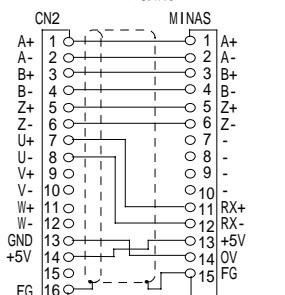 CN2 MINAS
A+ 1 1 A+
A- 2 2 A-
B+ 3 3 B+
B- 4 4 B-
Z+ 5 5 Z+
Z- 6 6 Z-
U+ 7 7 -
U- 8 8 -
V+ 9 9 -
V- 10 10 -
W+ 11 11 RX+
W- 12 12 RX-
GND 13 13 +5V
+5V 14 14 0V
15 15 FG
FG 16